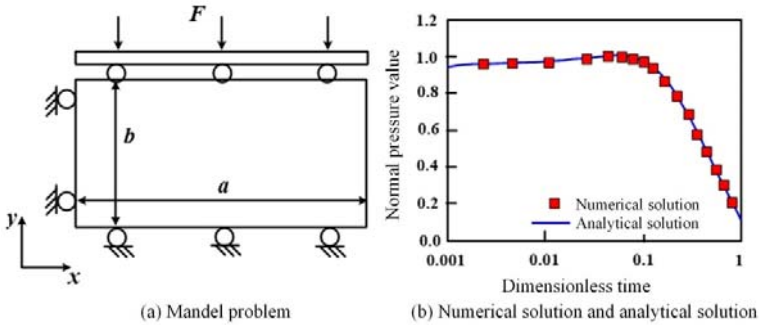 F
b
a
y
x
(a) Mandel problem
(b)
Normal pressure value
1.2
1.0
0.8
0.6
0.4
0.2
0.0
Numerical solution
Analytical solution
0.001
0.01
0.1
1
Dimensionless time
(b) Numerical solution and analytical solution